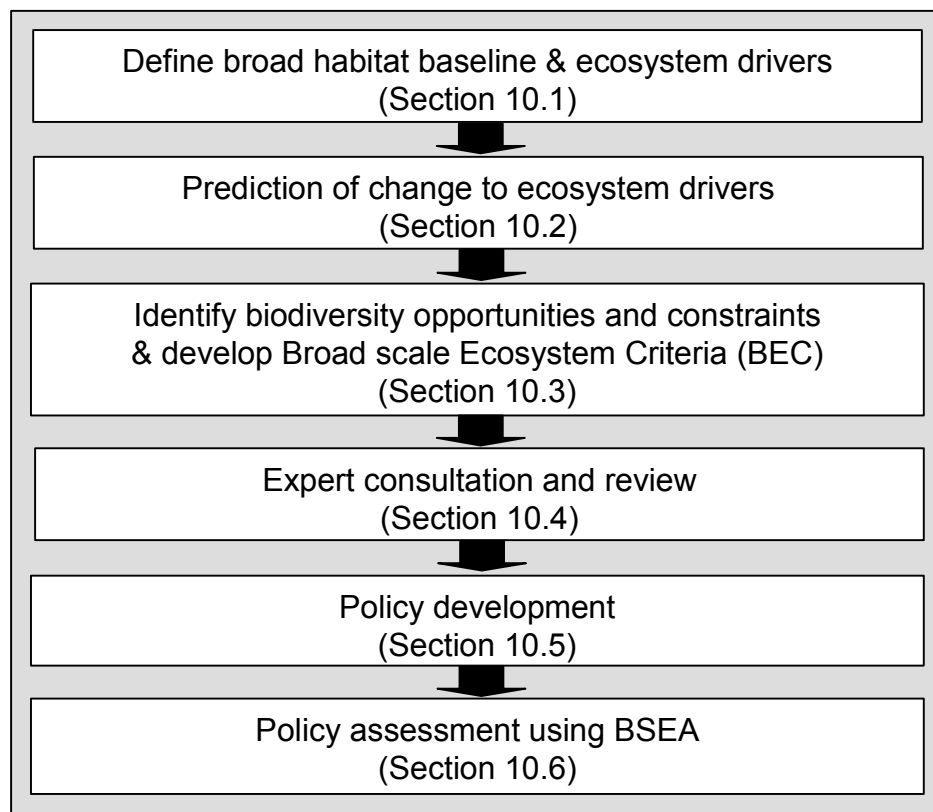 Define broad habitat baseline & ecosystem drivers
(Section 10.1)
Prediction of change to ecosystem drivers
(Section 10.2)
Identify biodiversity opportunities and constraints
& develop Broad scale Ecosystem Criteria (BEC)
(Section 10.3)
Expert consultation and review
(Section 10.4)
Policy development
(Section 10.5)
Policy assessment using BSEA
(Section 10.6)